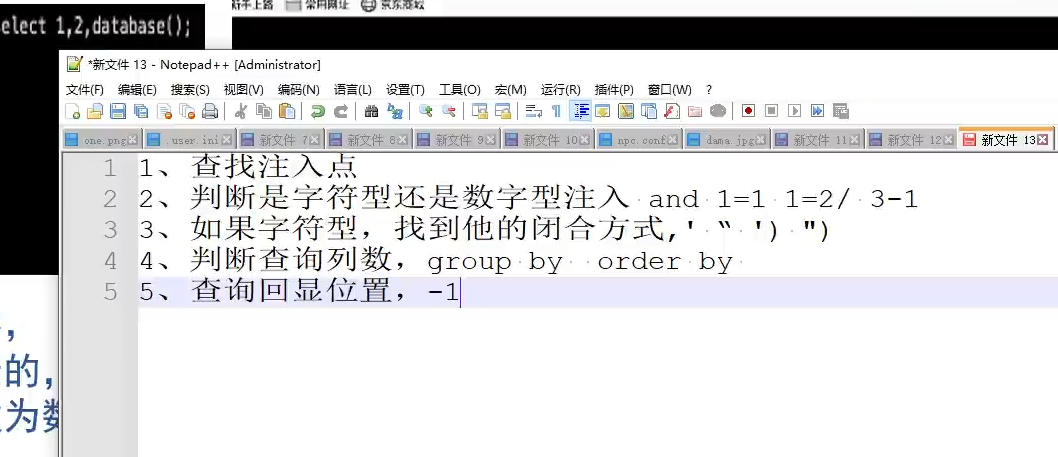 新手上路 常用网址 京东商城
elect 1,2,database();
*新文件 13 - Notepad++ [Administrator]
文件(F) 编辑(E) 搜索(S) 视图(V) 编码(N) 语言(L) 设置(T) 工具(O) 宏(M) 运行(R) 插件(P) 窗口(W) ?
one.png .user.ini 新文件 7 新文件 8 新文件 9 新文件 10 npc.conf dama.jpg 新文件 11 新文件 12 新文件 13
1 1、查找注入点
2 2、判断是字符型还是数字型注入 and 1=1 1=2/ 3-1
3 3、如果字符型，找到他的闭合方式,' “ ') ")
4 4、判断查询列数，group by  order by
5 5、查询回显位置，-1
，
的，
为数